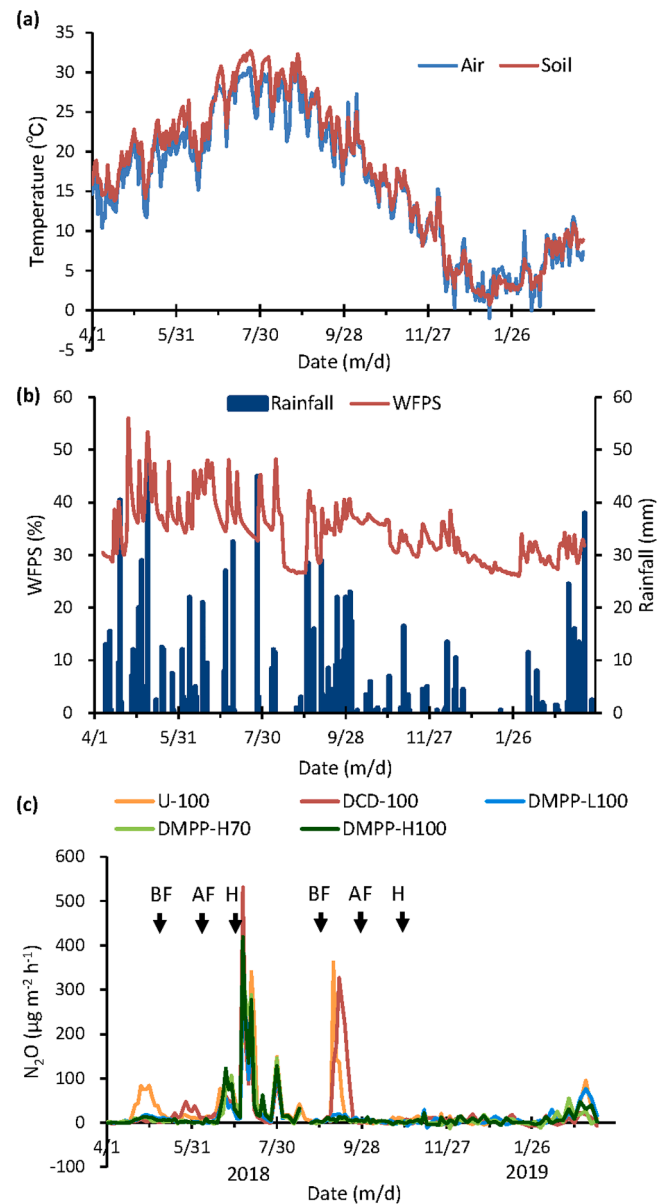 (a)
Air Soil
Temperature (℃)
35
30
25
20
15
10
5
0
-5
4/1 5/31 7/30 9/28 11/27 1/26
Date (m/d)
(b)
Rainfall WFPS
WFPS (%)
60
50
40
30
20
10
0
Rainfall (mm)
60
50
40
30
20
10
0
4/1 5/31 7/30 9/28 11/27 1/26
Date (m/d)
(c)
U-100 DCD-100 DMPP-L100
DMPP-H70 DMPP-H100
N₂O (µg m⁻² h⁻¹)
600
500
400
300
200
100
0
-100
BF AF H BF AF H
4/1 5/31 7/30 9/28 11/27 1/26
2018 2019
Date (m/d)